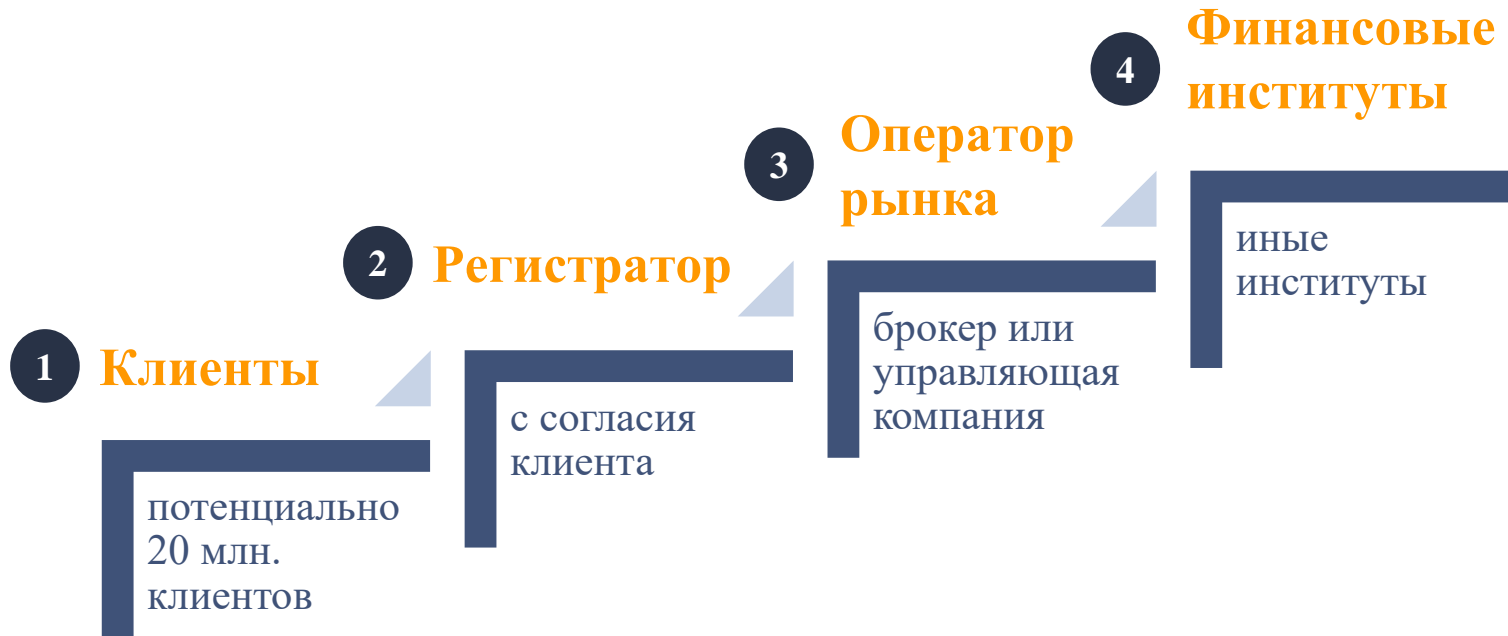 1
Клиенты
потенциально
20 млн.
клиентов
2
Регистратор
с согласия
клиента
3
Оператор
рынка
брокер или
управляющая
компания
4
Финансовые
институты
иные
институты